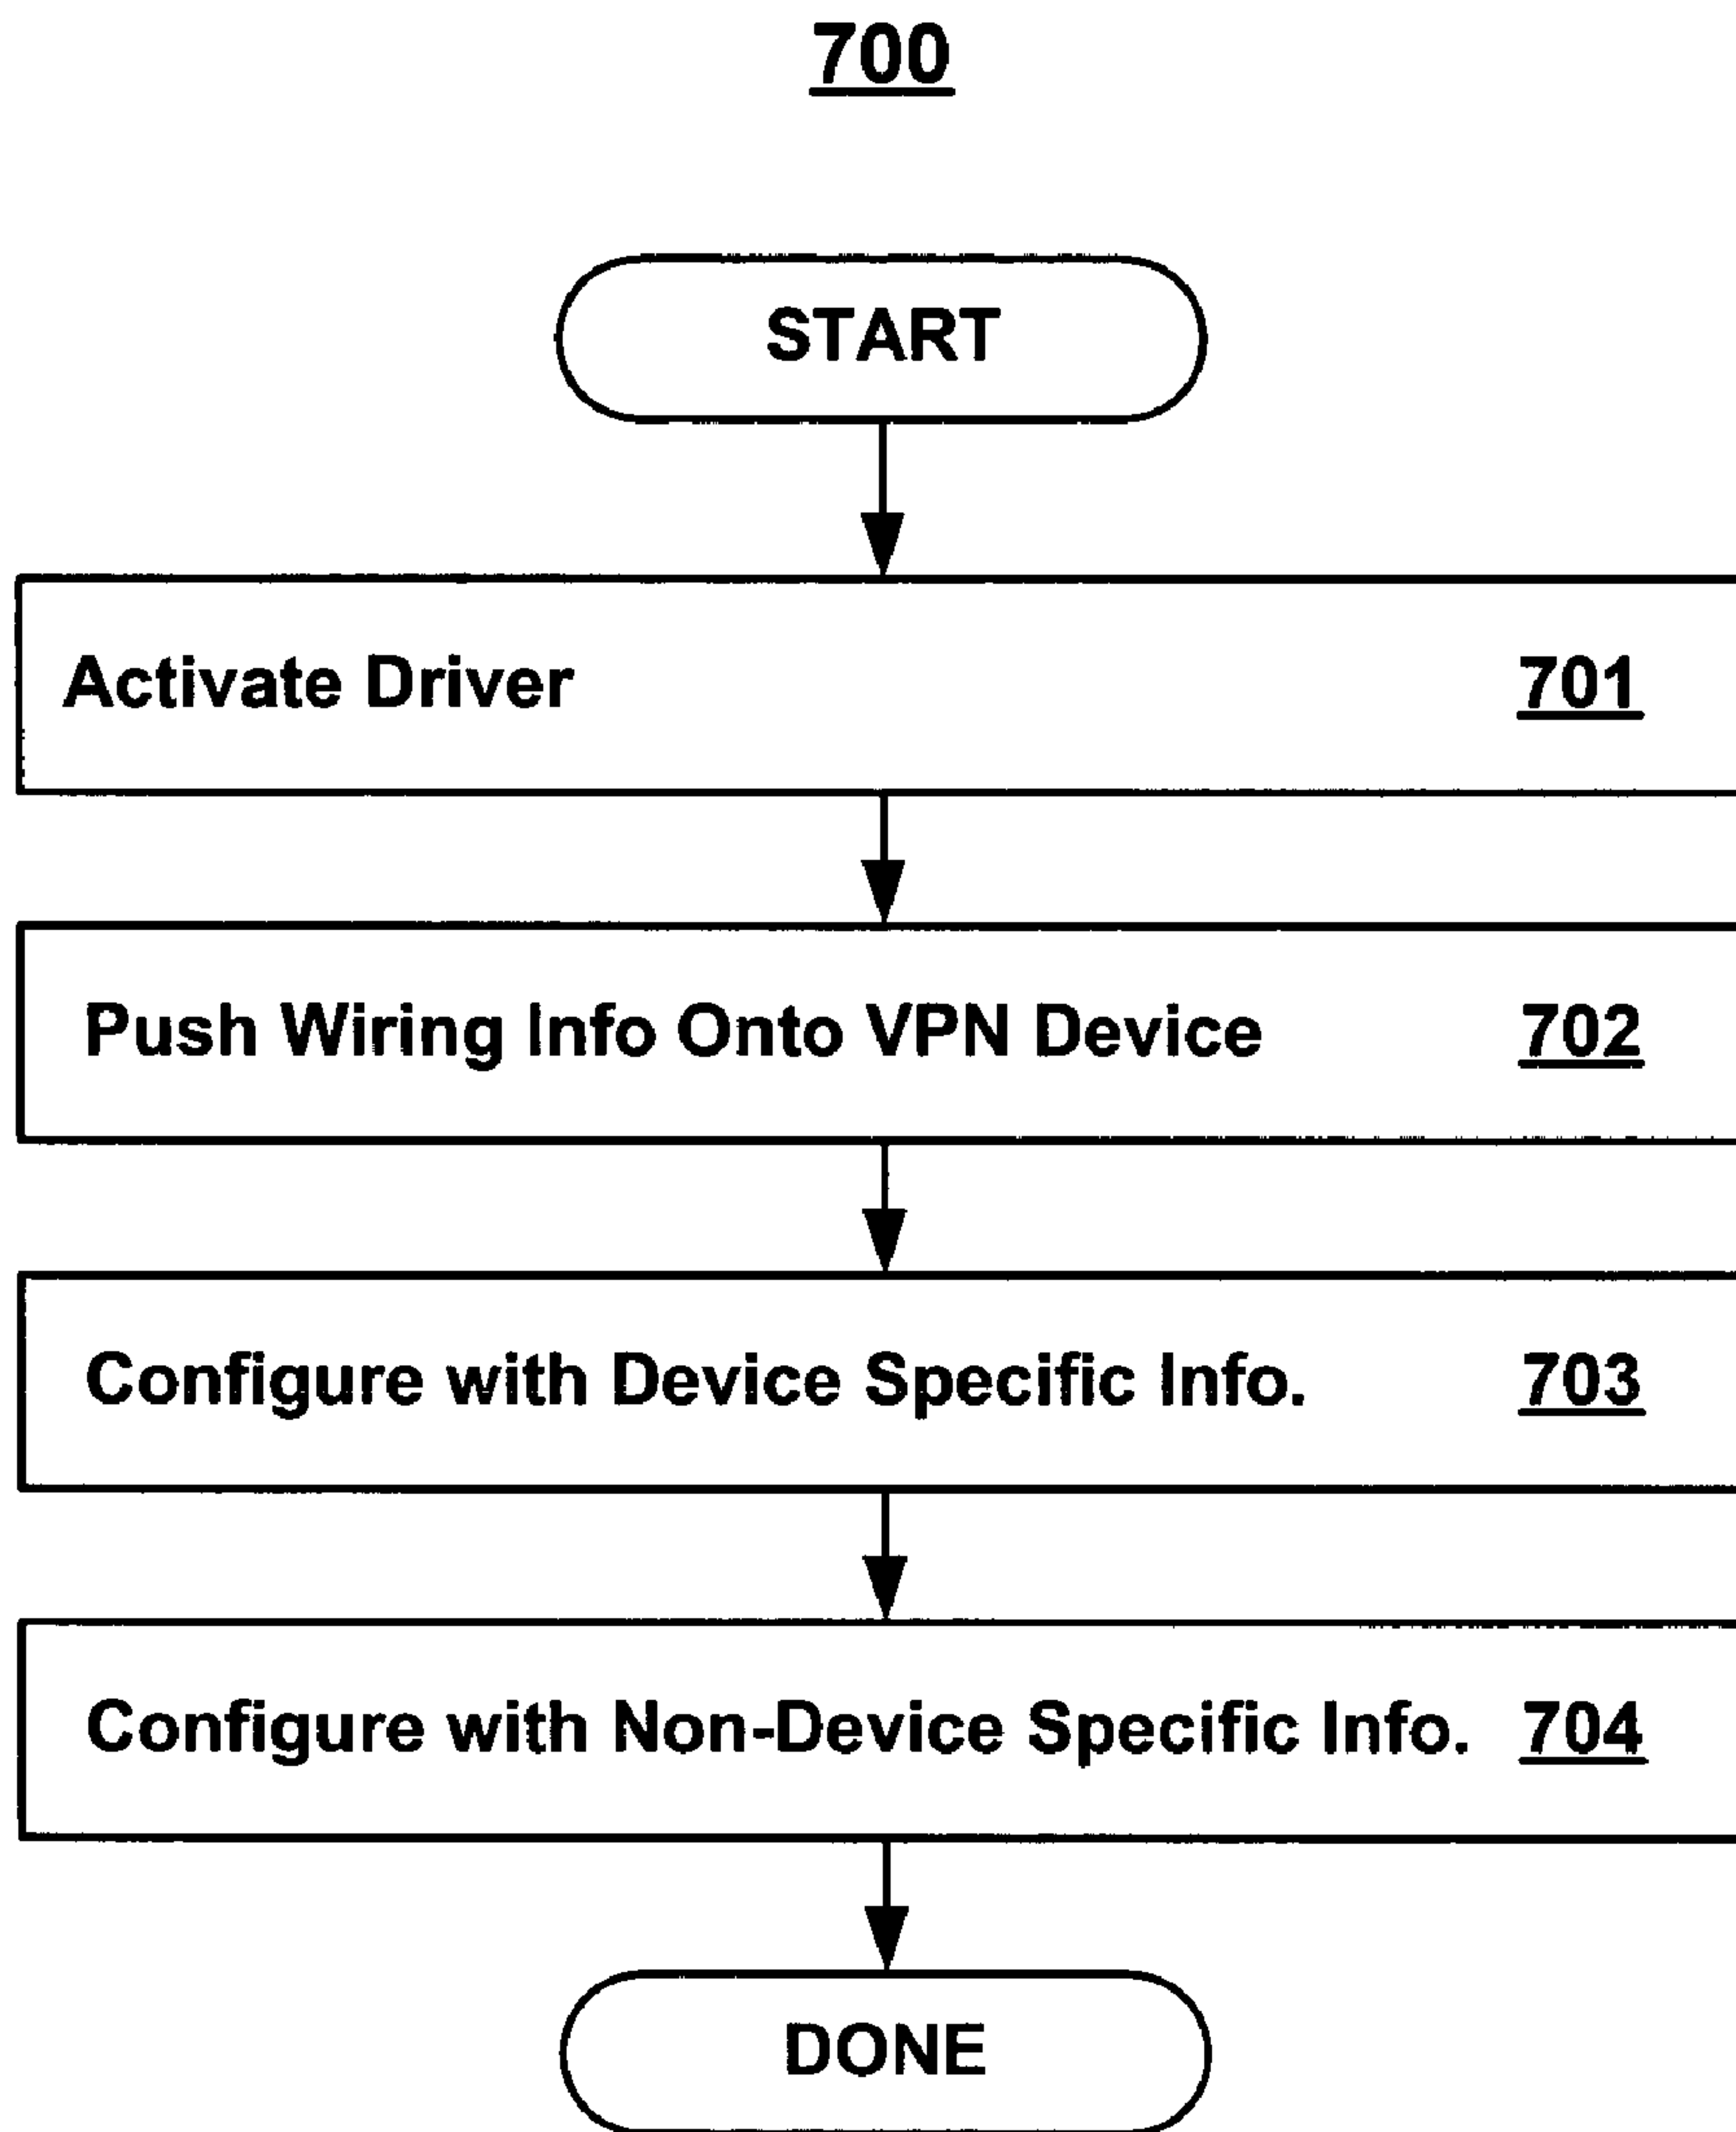 700
START
Activate Driver 701
Push Wiring Info Onto VPN Device 702
Configure with Device Specific Info. 703
Configure with Non-Device Specific Info. 704
DONE